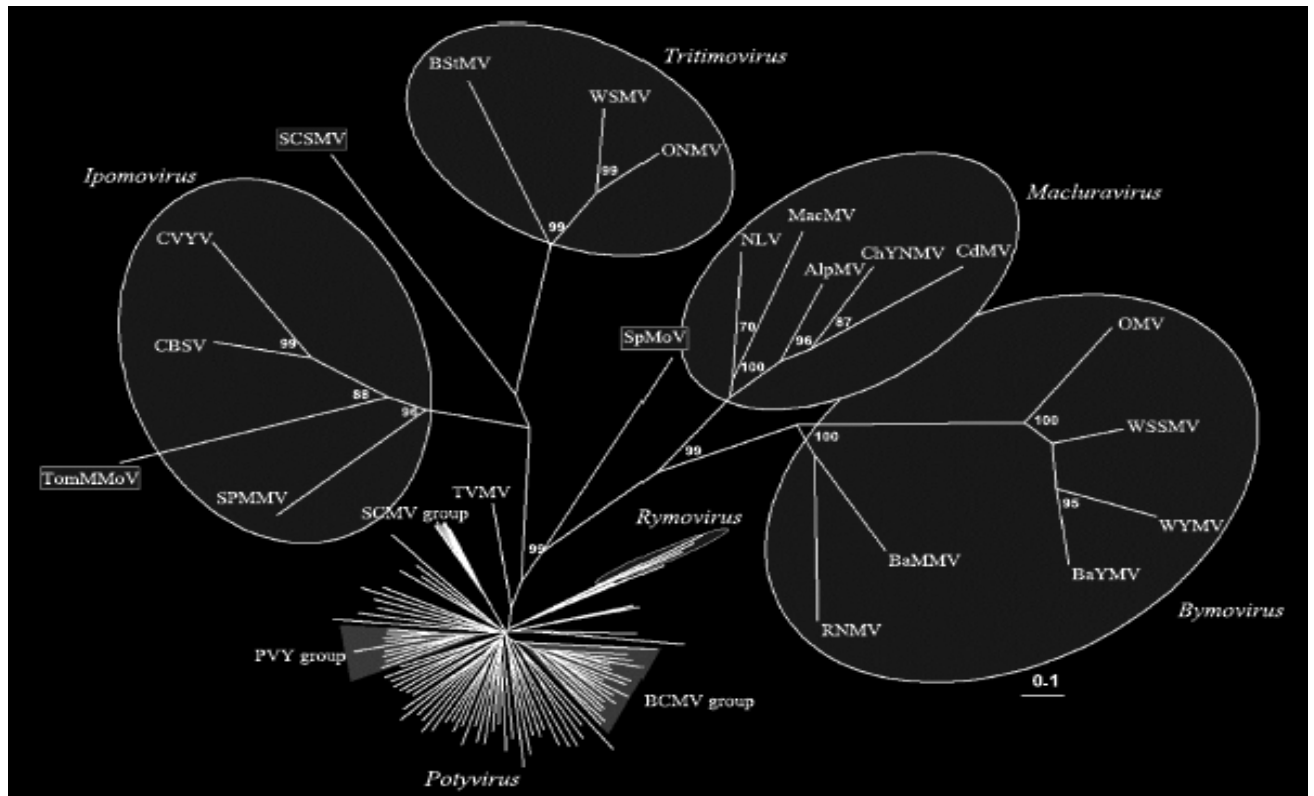 Tritimovirus
BStMV
WSMV
SCSMV
ONMV
99
Ipomovirus
Macluravirus
MacMV
CVYV
99
NLV
ChYNMV
CdMV
AlpMV
OMV
SpMoV
87
CBSV
99
70
96
100
88
96
100
WSSMV
100
99
TomMMoV
TVMV
SPMMV
95
SCMV group
Rymovirus
WYMV
99
BaMMV
BaYMV
Bymovirus
RNMV
PVY group
0.1
BCMV group
Potyvirus